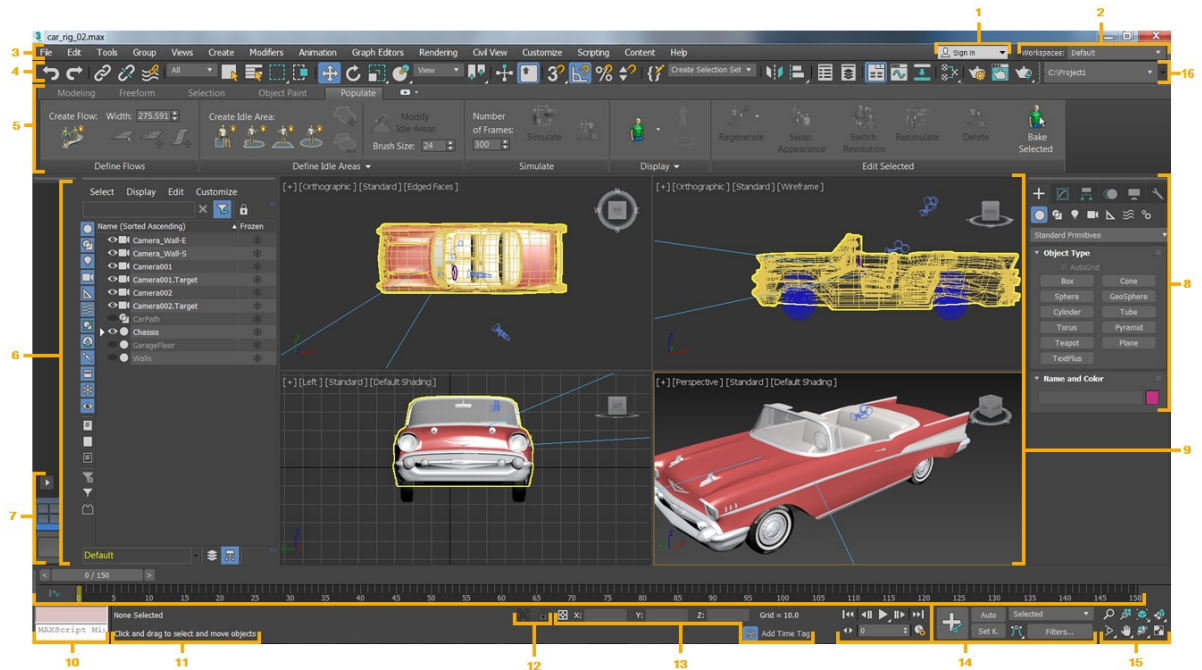 1
2
3 car_rig_02.max
3
File Edit Tools Group Views Create Modifiers Animation Graph Editors Rendering Civil View Customize Scripting Content Help
Sign In
Workspaces: Default
4
All
View
Create Selection Set
C:\Project1
16
Modeling Freeform Selection Object Paint Populate
5
Create Flow: Width: 275.591
Create Idle Area:
Modify
Idle Areas
Brush Size: 24
Number
of Frames:
300
Simulate
Regenerate
Swap
Appearance
Switch
Resolution
Resimulate
Delete
Bake
Selected
Define Flows
Define Idle Areas
Simulate
Display
Edit Selected
6
Select Display Edit Customize
Name (Sorted Ascending)
Frozen
Camera_Wall-E
Camera_Wall-S
Camera001
Camera001.Target
Camera002
Camera002.Target
CarPath
Chassis
GarageFloor
Walls
7
Default
[+] [Orthographic ] [Standard ] [Edged Faces ]
N
W
E
S
TOP
[+] [Orthographic ] [Standard ] [Wireframe ]
[+] [Left ] [Standard ] [Default Shading ]
LEFT
[+] [Perspective ] [Standard ] [Default Shading ]
Standard Primitives
Object Type
AutoGrid
Box Cone
Sphere GeoSphere
Cylinder Tube
Torus Pyramid
Teapot Plane
TextPlus
Name and Color
8
9
0 / 150
0 5 10 15 20 25 30 35 40 45 50 55 60 65 70 75 80 85 90 95 100 105 110 115 120 125 130 135 140 145 150
MAXScript Mi
None Selected
Click and drag to select and move objects
X:
Y:
Z:
Grid = 10.0
Add Time Tag
0
Auto
Selected
Set K.
Filters...
10
11
12
13
14
15